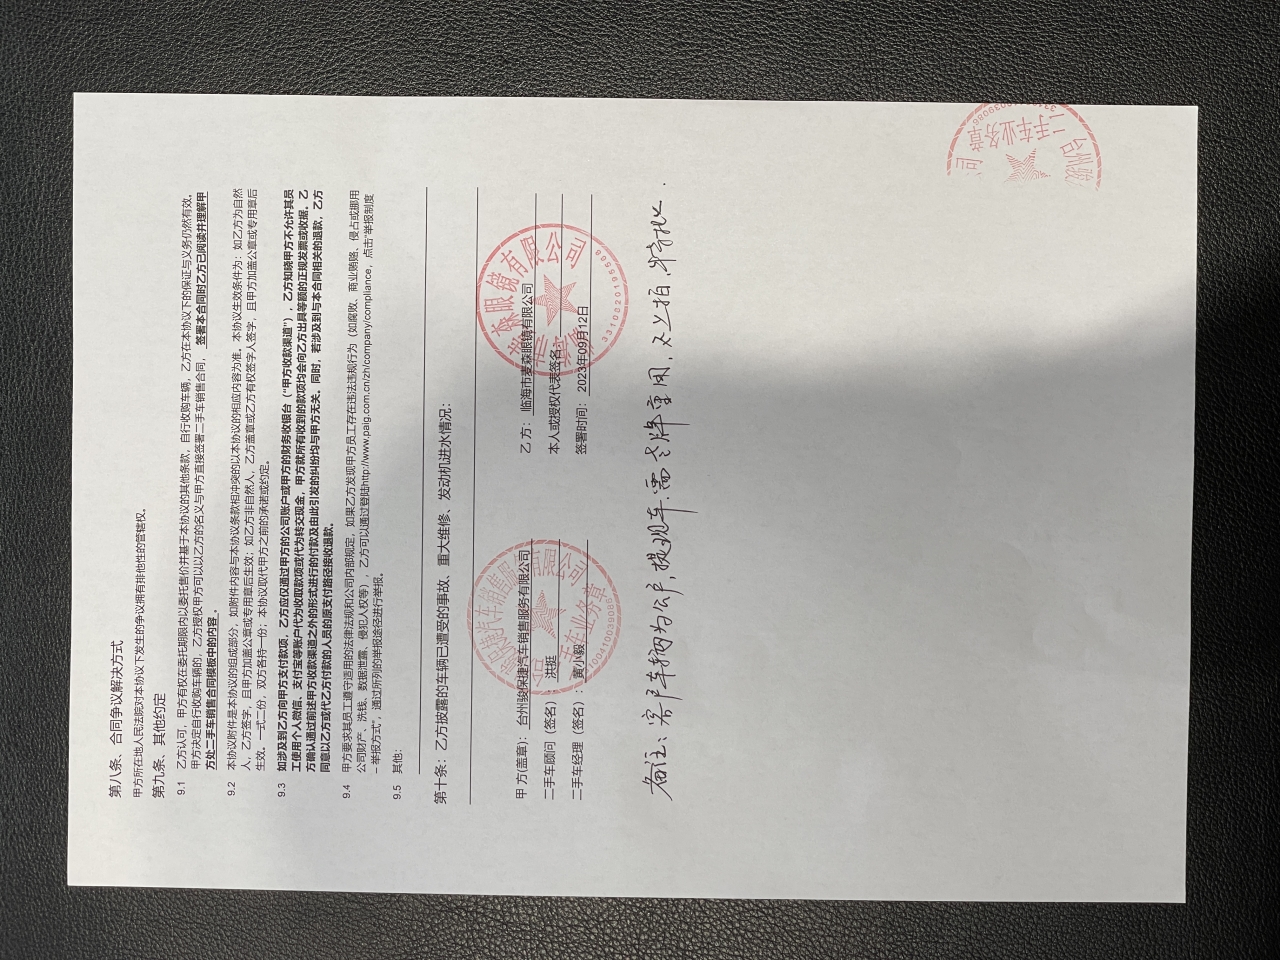 第八条、合同争议解决方式
甲方所在地人民法院对本协议下发生的争议拥有排他性的管辖权。
第九条、其他约定
9.1 乙方认可，甲方有权在委托期限内以委托售价并基于本协议的其他条款，自行收购车辆，乙方在本协议下的保证与义务仍然有效。
甲方决定自行收购车辆的，乙方授权甲方可以以乙方的名义与甲方直接签署二手车销售合同，签署本合同时乙方已阅读并理解甲
方处二手车销售合同模板中的内容。
9.2 本协议附件是本协议的组成部分，如附件内容与本协议条款相冲突的以本协议的相应内容为准。本协议生效条件为：如乙方为自然
人，乙方签字，且甲方加盖公章或专用章后生效；如乙方非自然人，乙方盖章或乙方有权签字人签字，且甲方加盖公章或专用章后
生效。一式二份，双方各持一份；本协议取代甲方之前的承诺或约定。
9.3 如涉及到乙方向甲方支付款项，乙方应仅通过甲方的公司账户或甲方的财务收银台（“甲方收款渠道”），乙方知晓甲方不允许其员
工使用个人微信、支付宝等账户代为收取款项或代为转交现金，甲方就所有收到的款项均会向乙方出具等额的正规发票或收据。乙
方确认通过前述甲方收款渠道之外的形式进行的付款及由此引发的纠纷均与甲方无关。同时，若涉及到与本合同相关的退款，乙方
同意以乙方或代乙方付款的人员的原支付路径接收退款。
9.4 甲方要求其员工遵守适用的法律法规和公司内部规定，如果乙方发现甲方员工存在违法违规行为（如腐败、商业贿赂、侵占或挪用
公司财产、洗钱、数据泄露、侵犯人权等），乙方可以通过登陆http://www.paig.com.cn/zh/company/compliance，点击“举报制度
－举报方式”，通过所列的举报途径进行举报。
9.5 其他：
第十条：乙方披露的车辆已遭受的事故、重大维修、发动机进水情况：
甲 方(盖章)： 台州骏保捷汽车销售服务有限公司
乙 方： 临海市麦森眼镜有限公司
二手车顾问（签名）： 洪挺
本人或授权代表签名：
二手车经理（签名）： 黄小毅
签署时间： 2023年09月12日
备注：客户车辆为公户，提现车.需老牌重用，不上拍，特批.
二手车业务章